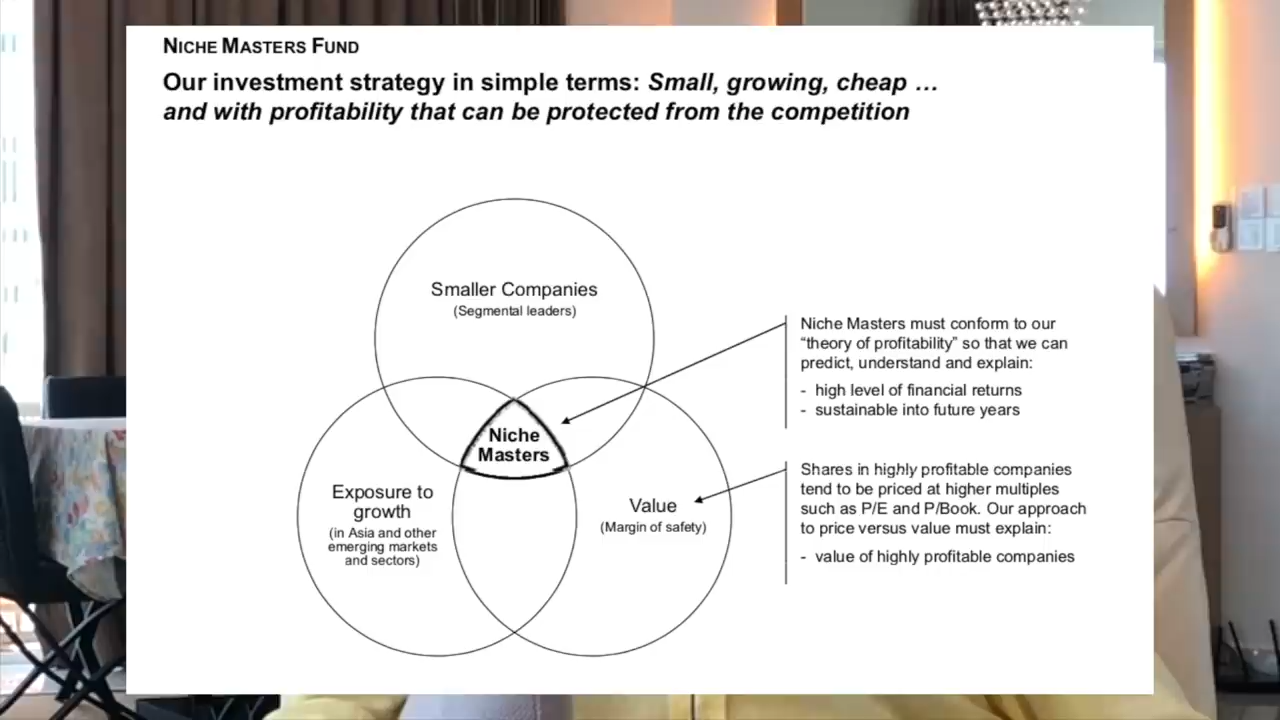 NICHE MASTERS FUND
Our investment strategy in simple terms: Small, growing, cheap …
and with profitability that can be protected from the competition
Smaller Companies
(Segmental leaders)
Niche
Masters
Exposure to
growth
(in Asia and other
emerging markets
and sectors)
Value
(Margin of safety)
Niche Masters must conform to our
“theory of profitability” so that we can
predict, understand and explain:
- high level of financial returns
- sustainable into future years
Shares in highly profitable companies
tend to be priced at higher multiples
such as P/E and P/Book. Our approach
to price versus value must explain:
- value of highly profitable companies